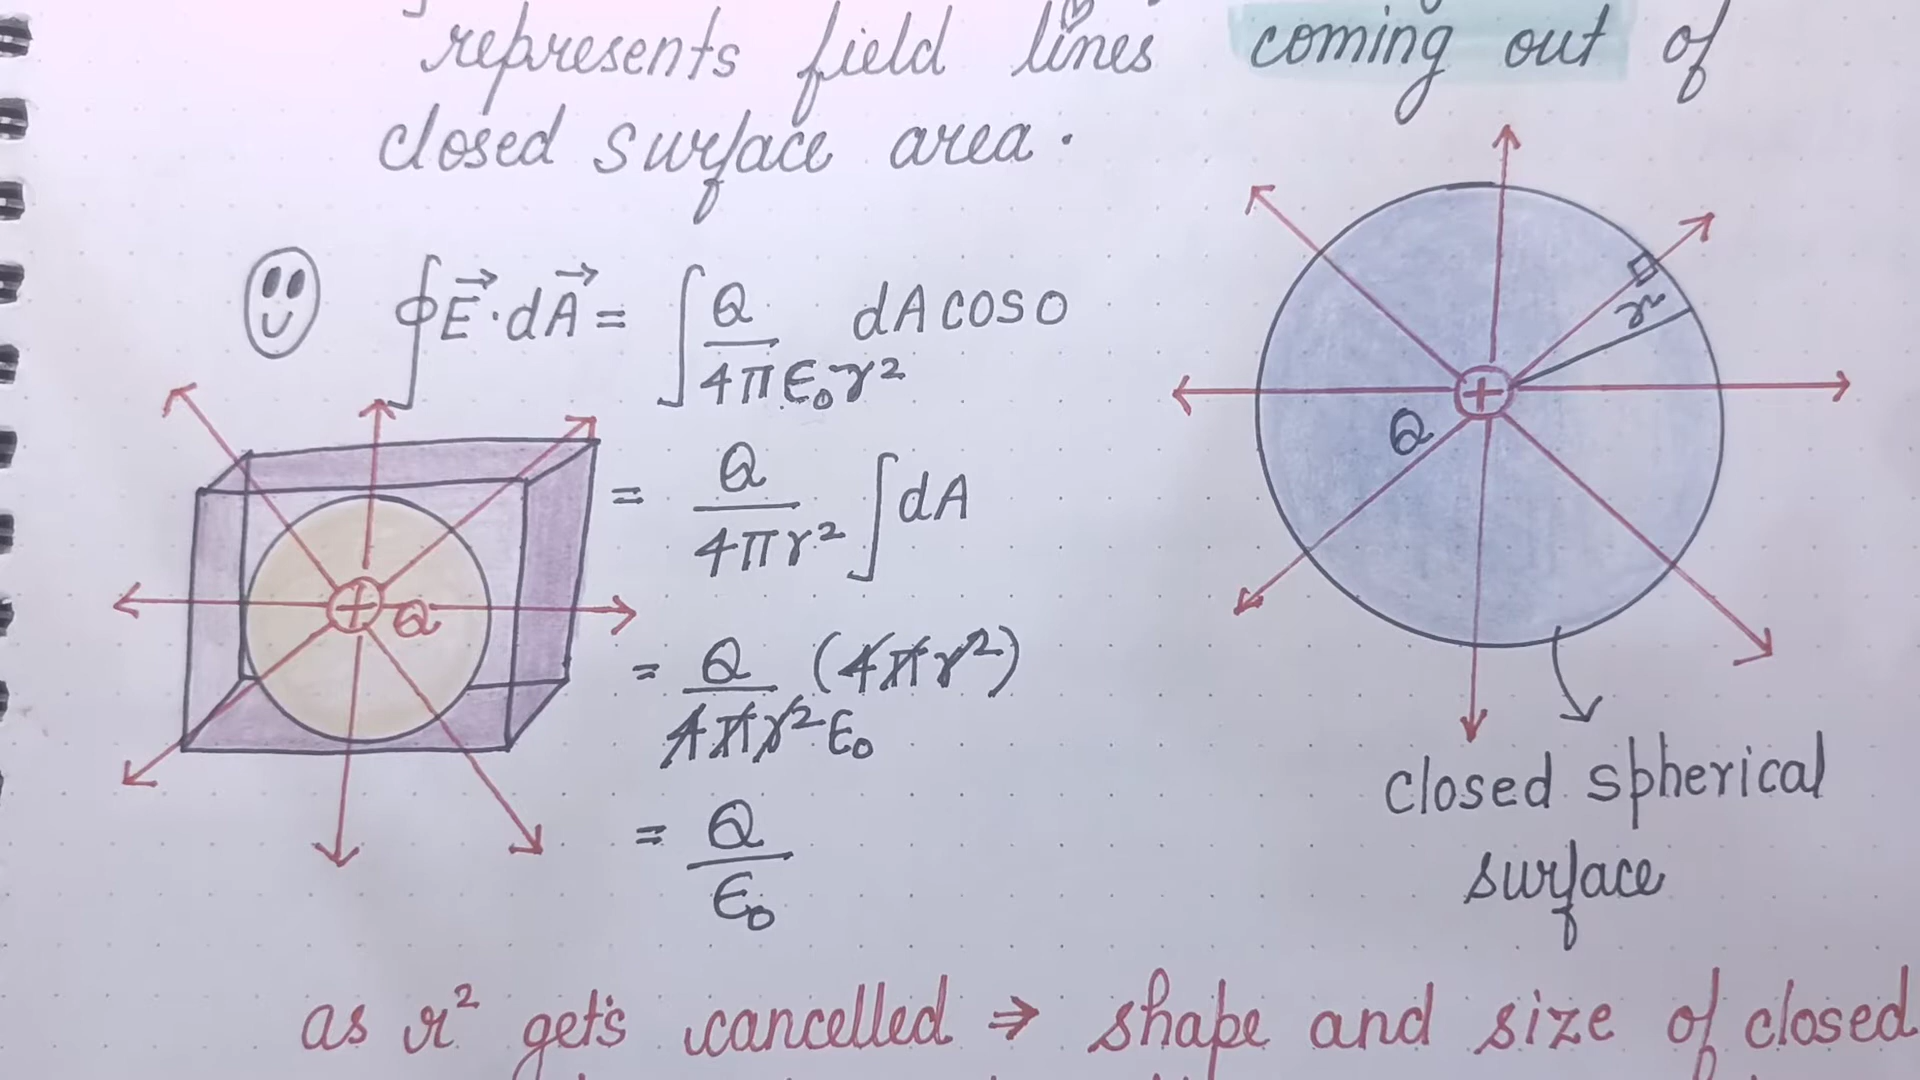 represents field lines coming out of
closed surface area.
∮E⃗·dA⃗ = ∫ Q/4πϵ₀r² dA cos0
= Q/4πr² ∫dA
= Q/4πr²ϵ₀ (4πr²)
= Q/ϵ₀
+ Q
r
+
Q
closed spherical
surface
as r² gets cancelled ⇒ shape and size of closed